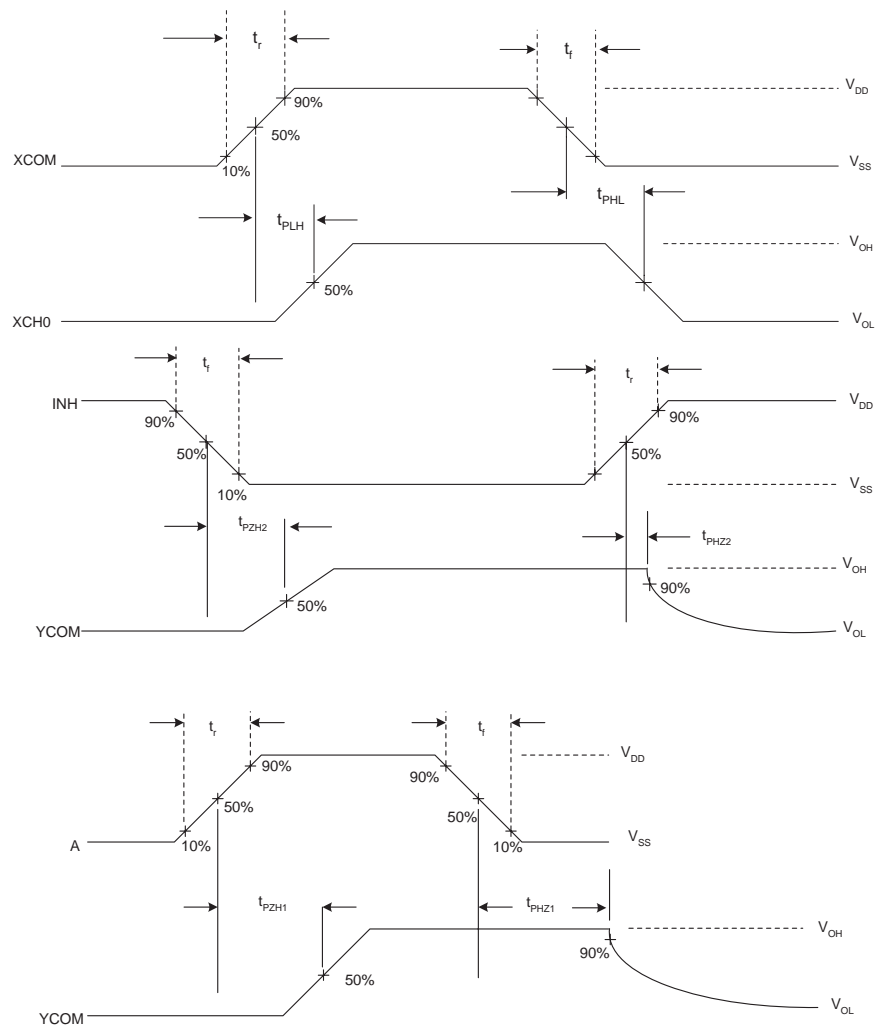 tr
tf
90%
VDD
50%
XCOM
10%
VSS
tPLH
tPHL
VOH
50%
XCH0
VOL
tf
tr
INH
90%
90%
VDD
50%
50%
10%
VSS
tPZH2
tPHZ2
VOH
50%
90%
YCOM
VOL
tr
tf
90%
90%
VDD
50%
50%
A
10%
10%
VSS
tPZH1
tPHZ1
VOH
90%
50%
YCOM
VOL